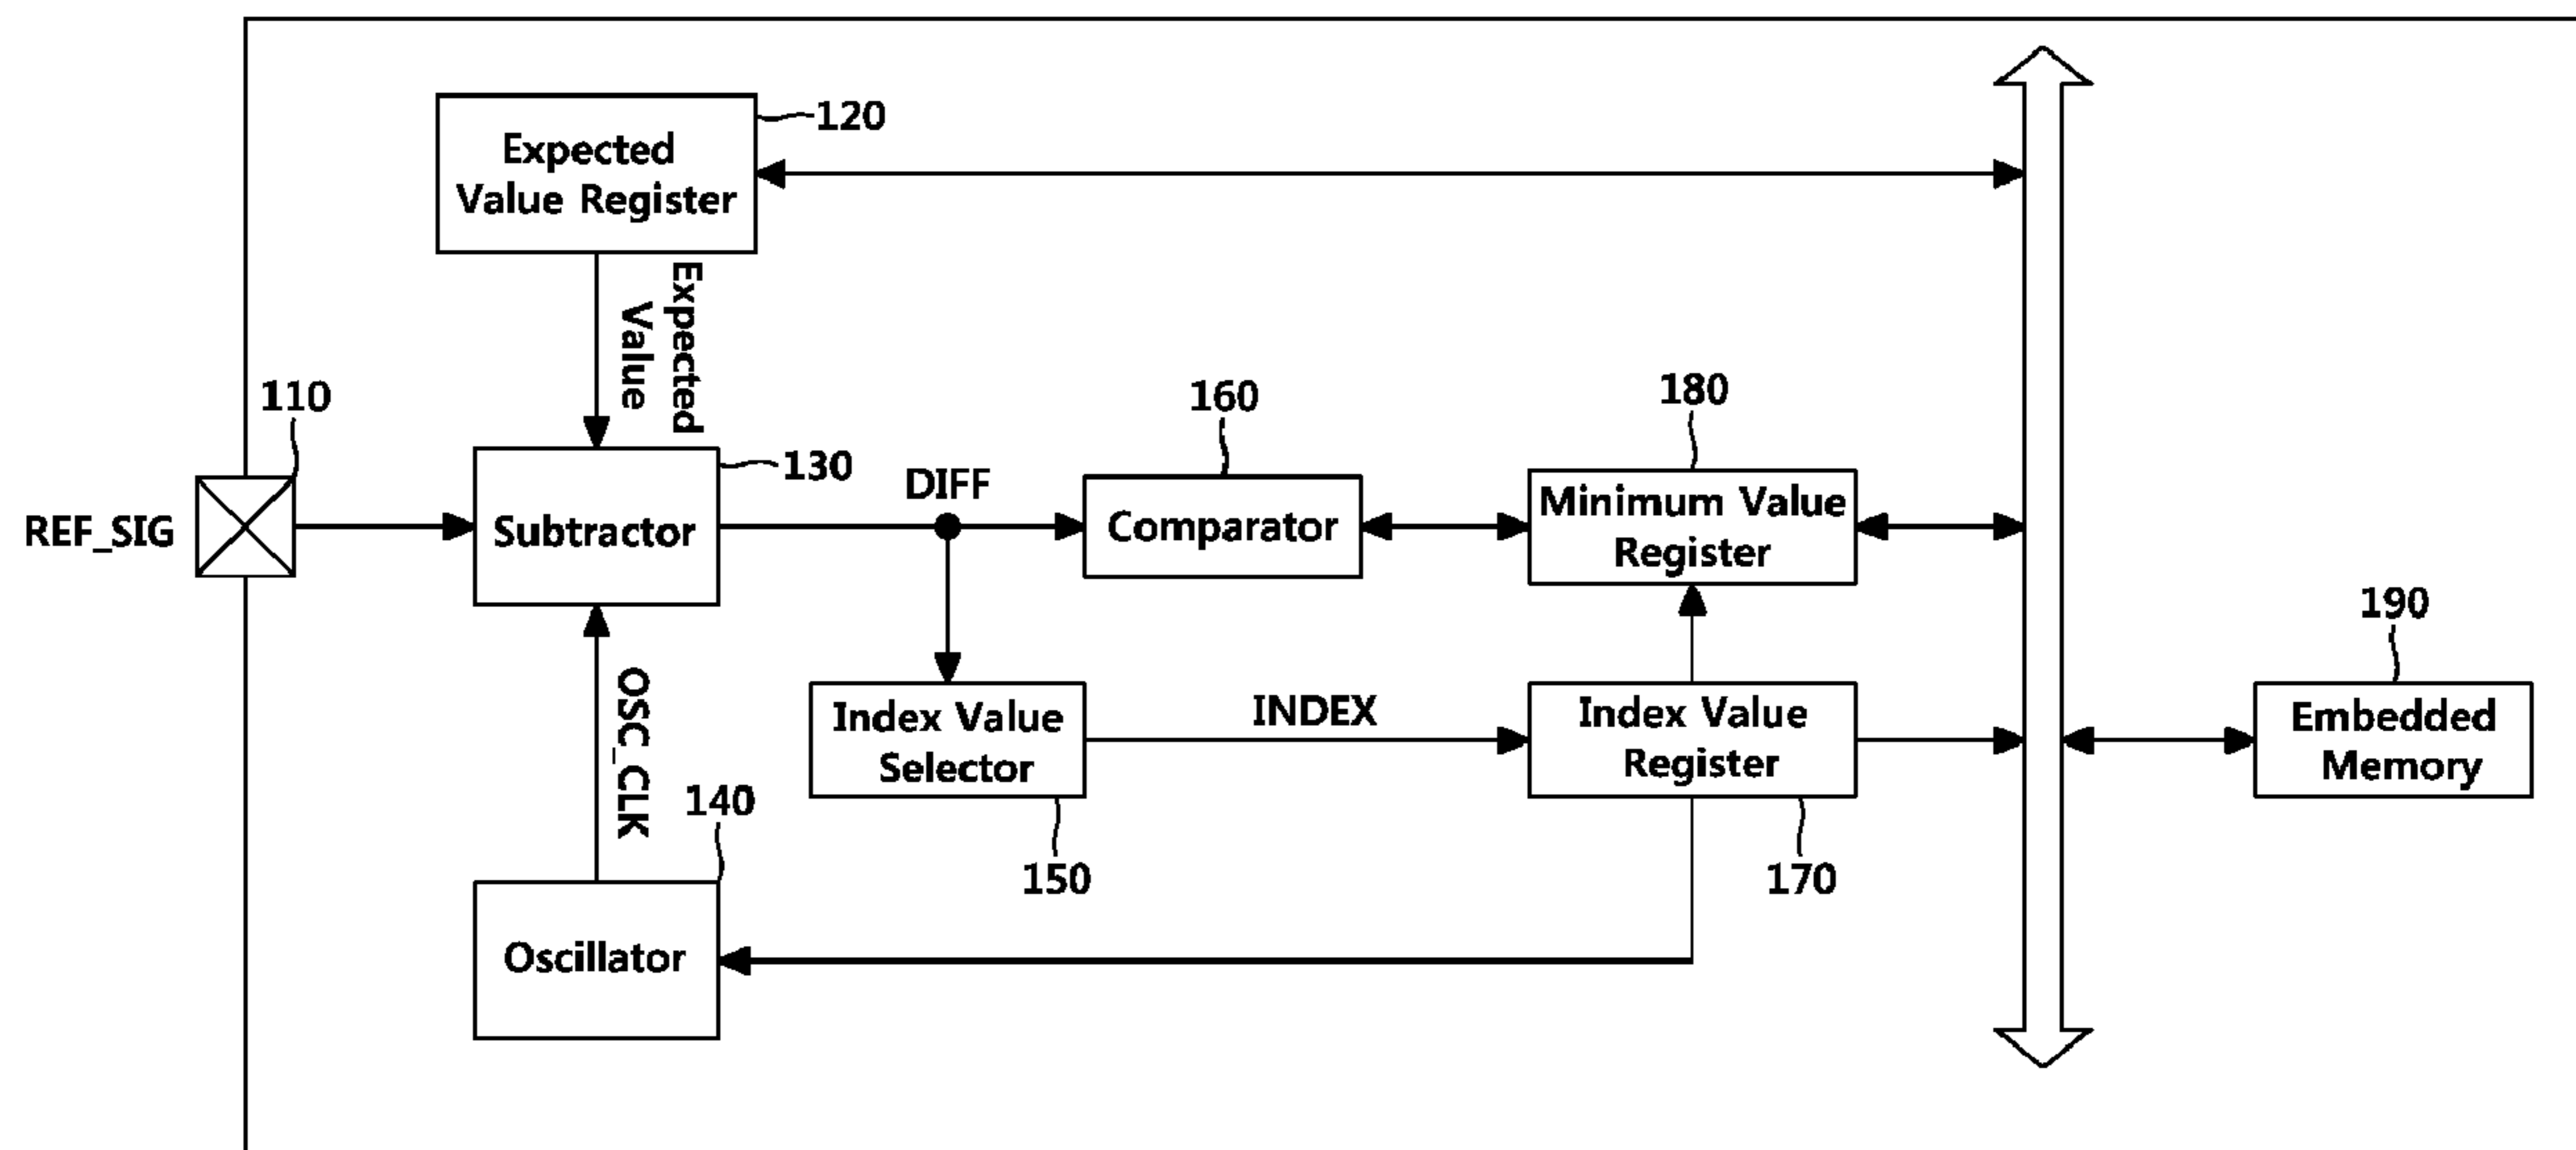 120
Expected
Value Register
Expected
Value
110
160
180
130
DIFF
REF_SIG
Subtractor
Comparator
Minimum Value
Register
190
OSC_CLK
Index Value
Selector
INDEX
Index Value
Register
Embedded
Memory
140
150
170
Oscillator